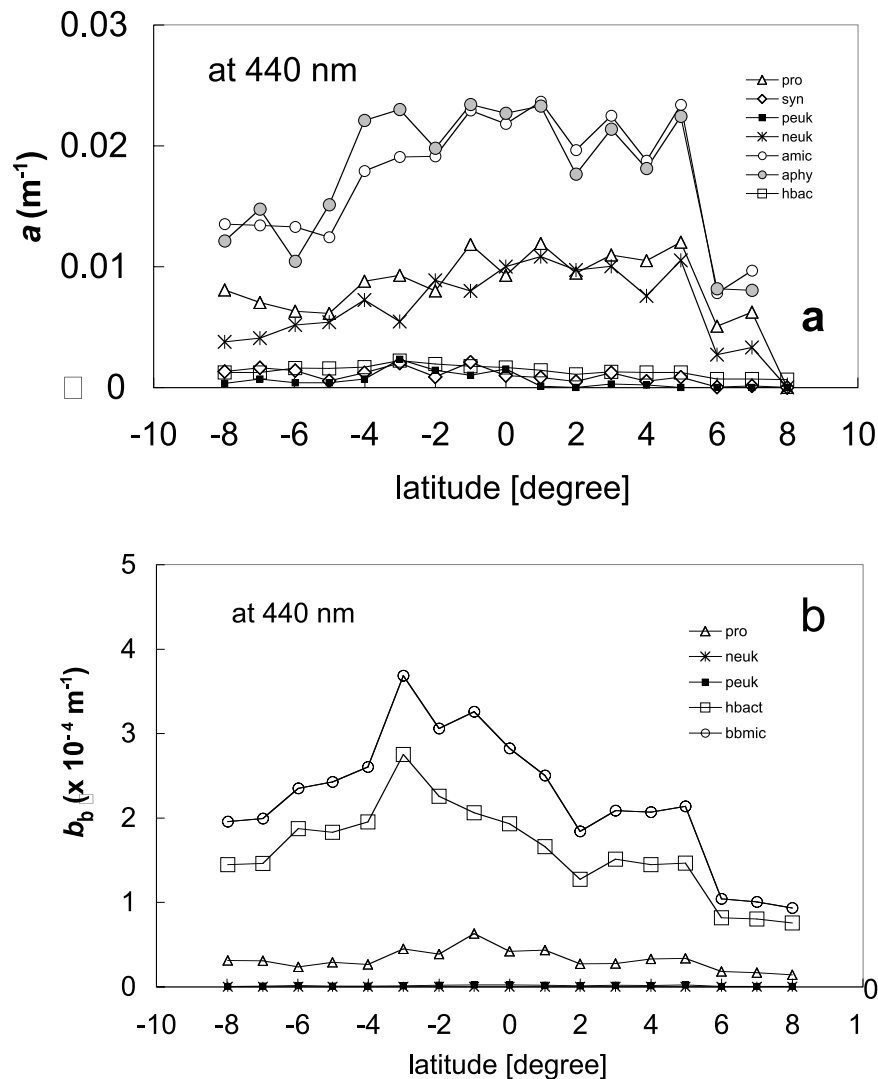 0.03
at 440 nm
pro
syn
peuk
neuk
amic
aphy
hbac
0.02
a (m⁻¹)
0.01
a
0
-10 -8 -6 -4 -2 0 2 4 6 8 10
latitude [degree]
5
at 440 nm
b
pro
neuk
peuk
hbact
bbmic
4
3
b_b (x 10⁻⁴ m⁻¹)
2
1
0
0
-10 -8 -6 -4 -2 0 2 4 6 8 1
latitude [degree]